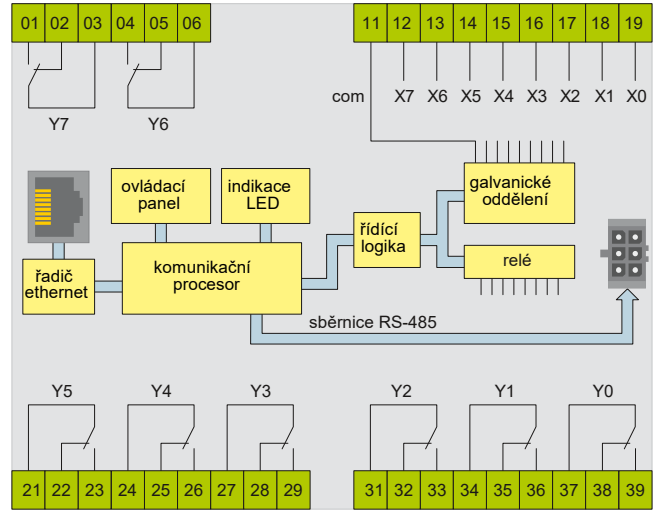 01 02 03 04 05 06
11 12 13 14 15 16 17 18 19
com X7 X6 X5 X4 X3 X2 X1 X0
Y7 Y6
ovládací
panel
indikace
LED
galvanické
oddělení
řídící
logika
relé
řadič
ethernet
komunikační
procesor
sběrnice RS-485
Y5 Y4 Y3 Y2 Y1 Y0
21 22 23 24 25 26 27 28 29
31 32 33 34 35 36 37 38 39